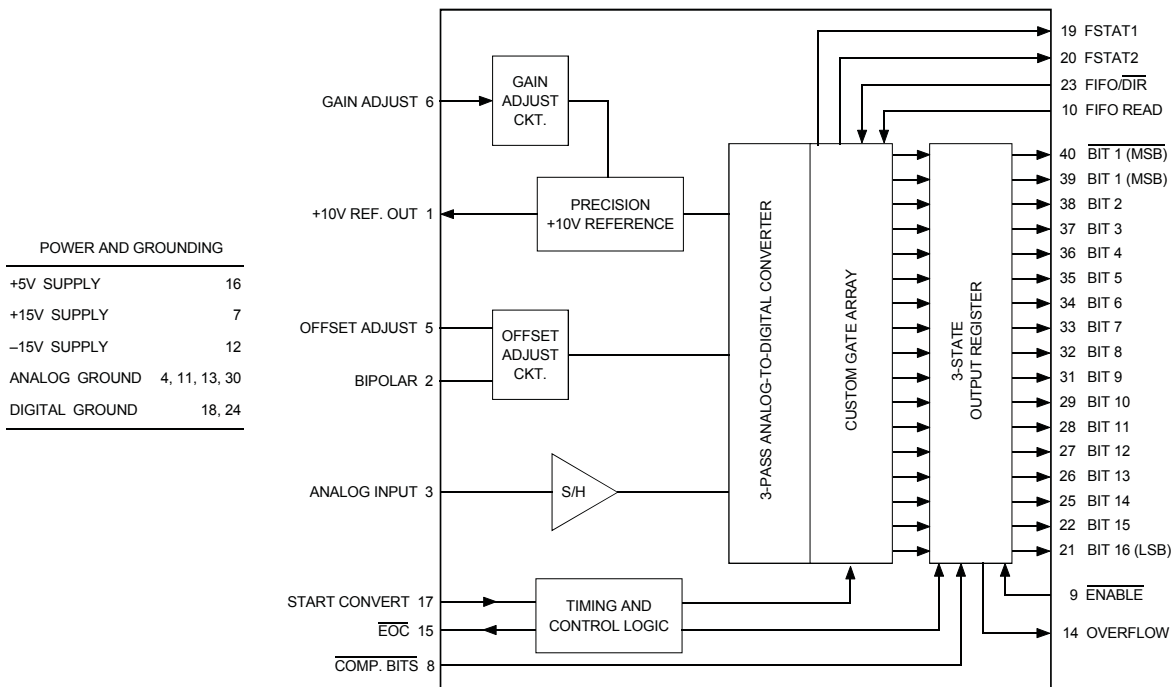 POWER AND GROUNDING
+5V SUPPLY 16
+15V SUPPLY 7
–15V SUPPLY 12
ANALOG GROUND 4, 11, 13, 30
DIGITAL GROUND 18, 24
GAIN ADJUST 6
+10V REF. OUT 1
OFFSET ADJUST 5
BIPOLAR 2
ANALOG INPUT 3
START CONVERT 17
EOC 15
COMP. BITS 8
GAIN
ADJUST
CKT.
PRECISION
+10V REFERENCE
OFFSET
ADJUST
CKT.
S/H
TIMING AND
CONTROL LOGIC
3-PASS ANALOG-TO-DIGITAL CONVERTER
CUSTOM GATE ARRAY
3-STATE
OUTPUT REGISTER
19 FSTAT1
20 FSTAT2
23 FIFO/DIR
10 FIFO READ
40 BIT 1 (MSB)
39 BIT 1 (MSB)
38 BIT 2
37 BIT 3
36 BIT 4
35 BIT 5
34 BIT 6
33 BIT 7
32 BIT 8
31 BIT 9
29 BIT 10
28 BIT 11
27 BIT 12
26 BIT 13
25 BIT 14
22 BIT 15
21 BIT 16 (LSB)
9 ENABLE
14 OVERFLOW